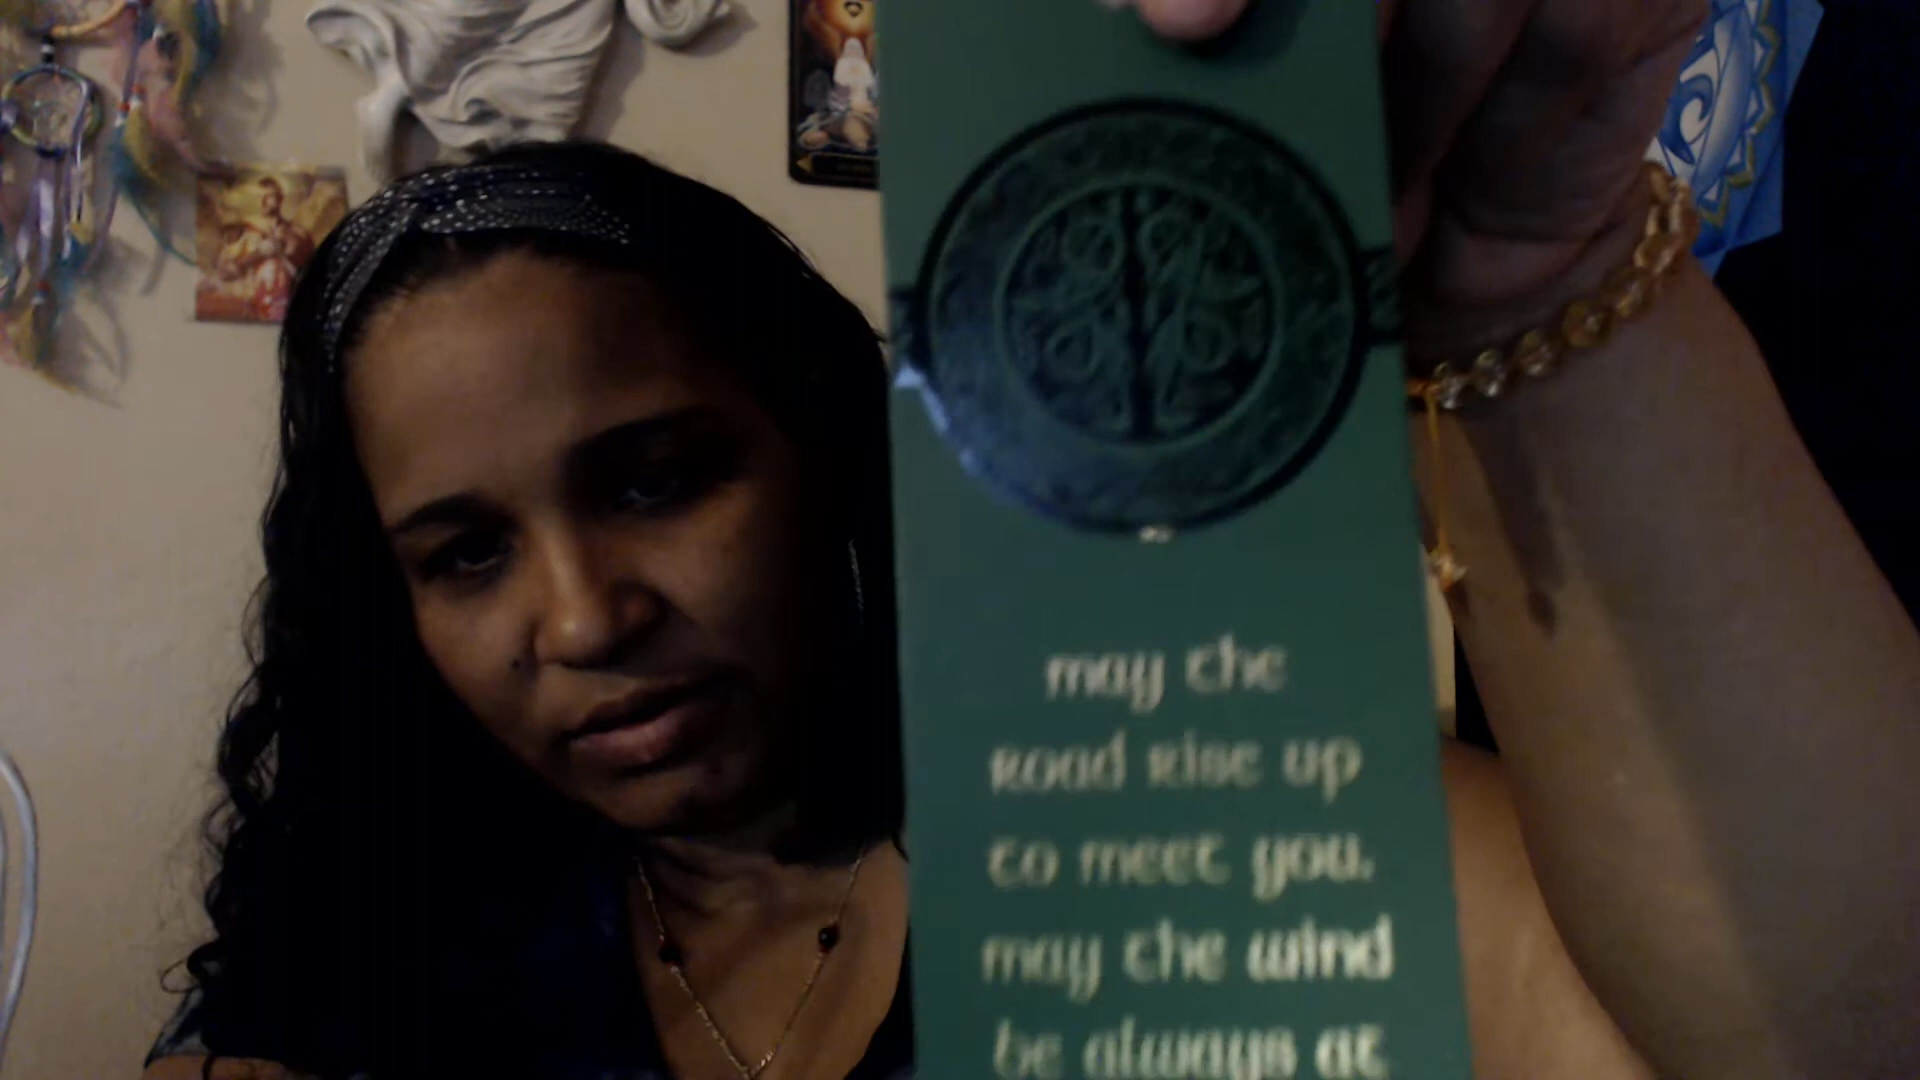 may the
road rise up
to meet you.
may the wind
be always at